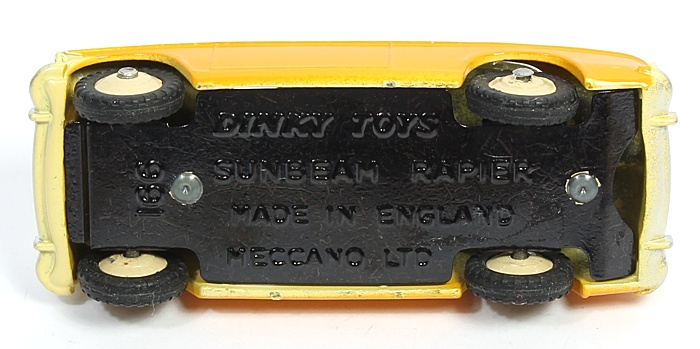 DINKY TOYS
SUNBEAM RAPIER
MADE IN ENGLAND
MECCANO LTD
166